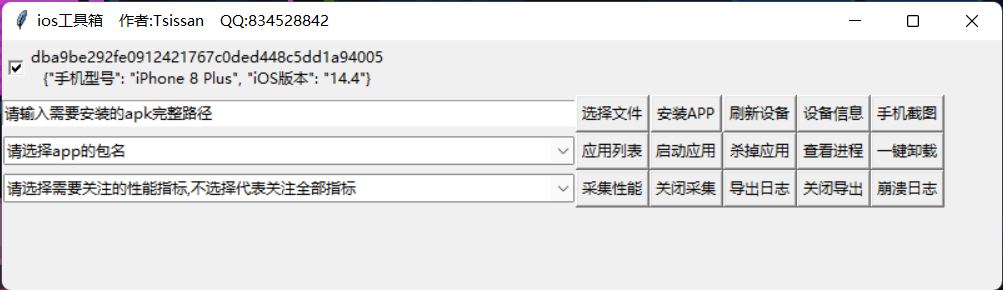 ios工具箱 作者:Tsissan QQ:834528842
dba9be292fe0912421767c0ded448c5dd1a94005
{"手机型号": "iPhone 8 Plus", "iOS版本": "14.4"}
请输入需要安装的apk完整路径 选择文件 安装APP 刷新设备 设备信息 手机截图
请选择app的包名 应用列表 启动应用 杀掉应用 查看进程 一键卸载
请选择需要关注的性能指标,不选择代表关注全部指标 采集性能 关闭采集 导出日志 关闭导出 崩溃日志